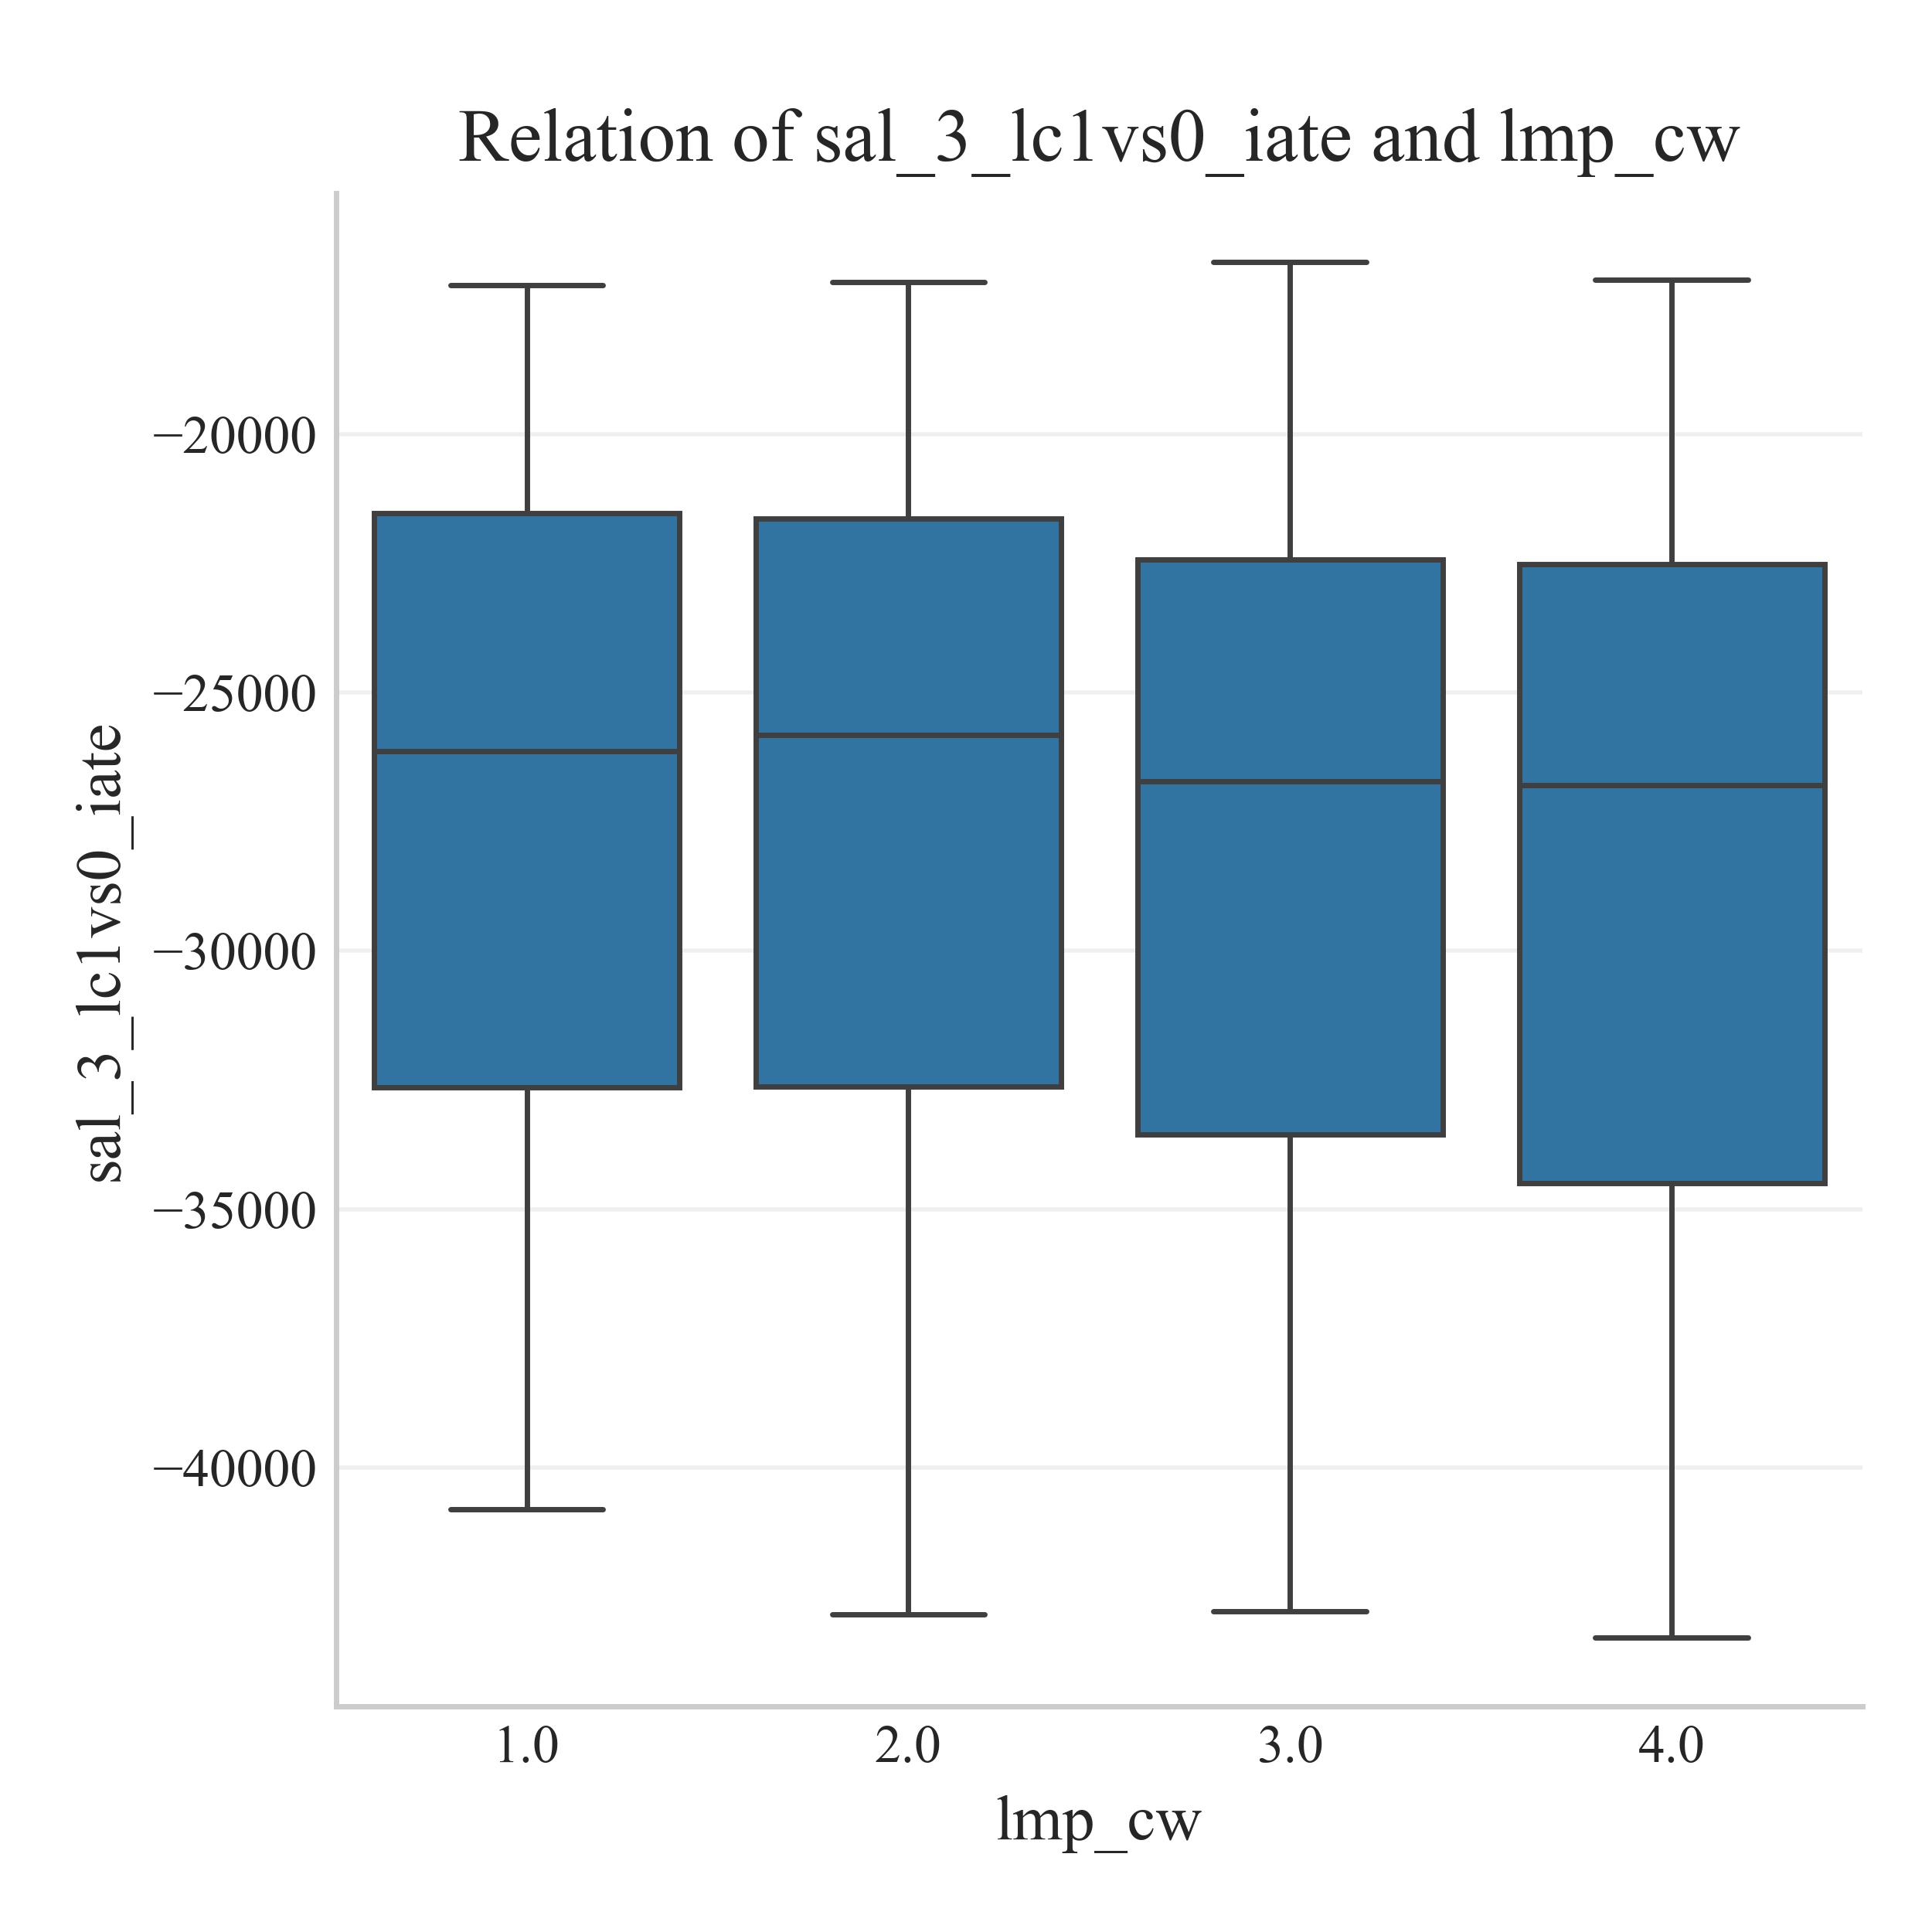 Relation of sal_3_lc1vs0_iate and lmp_cw
−20000
−25000
−30000
−35000
−40000
sal_3_lc1vs0_iate
1.0 2.0 3.0 4.0
lmp_cw